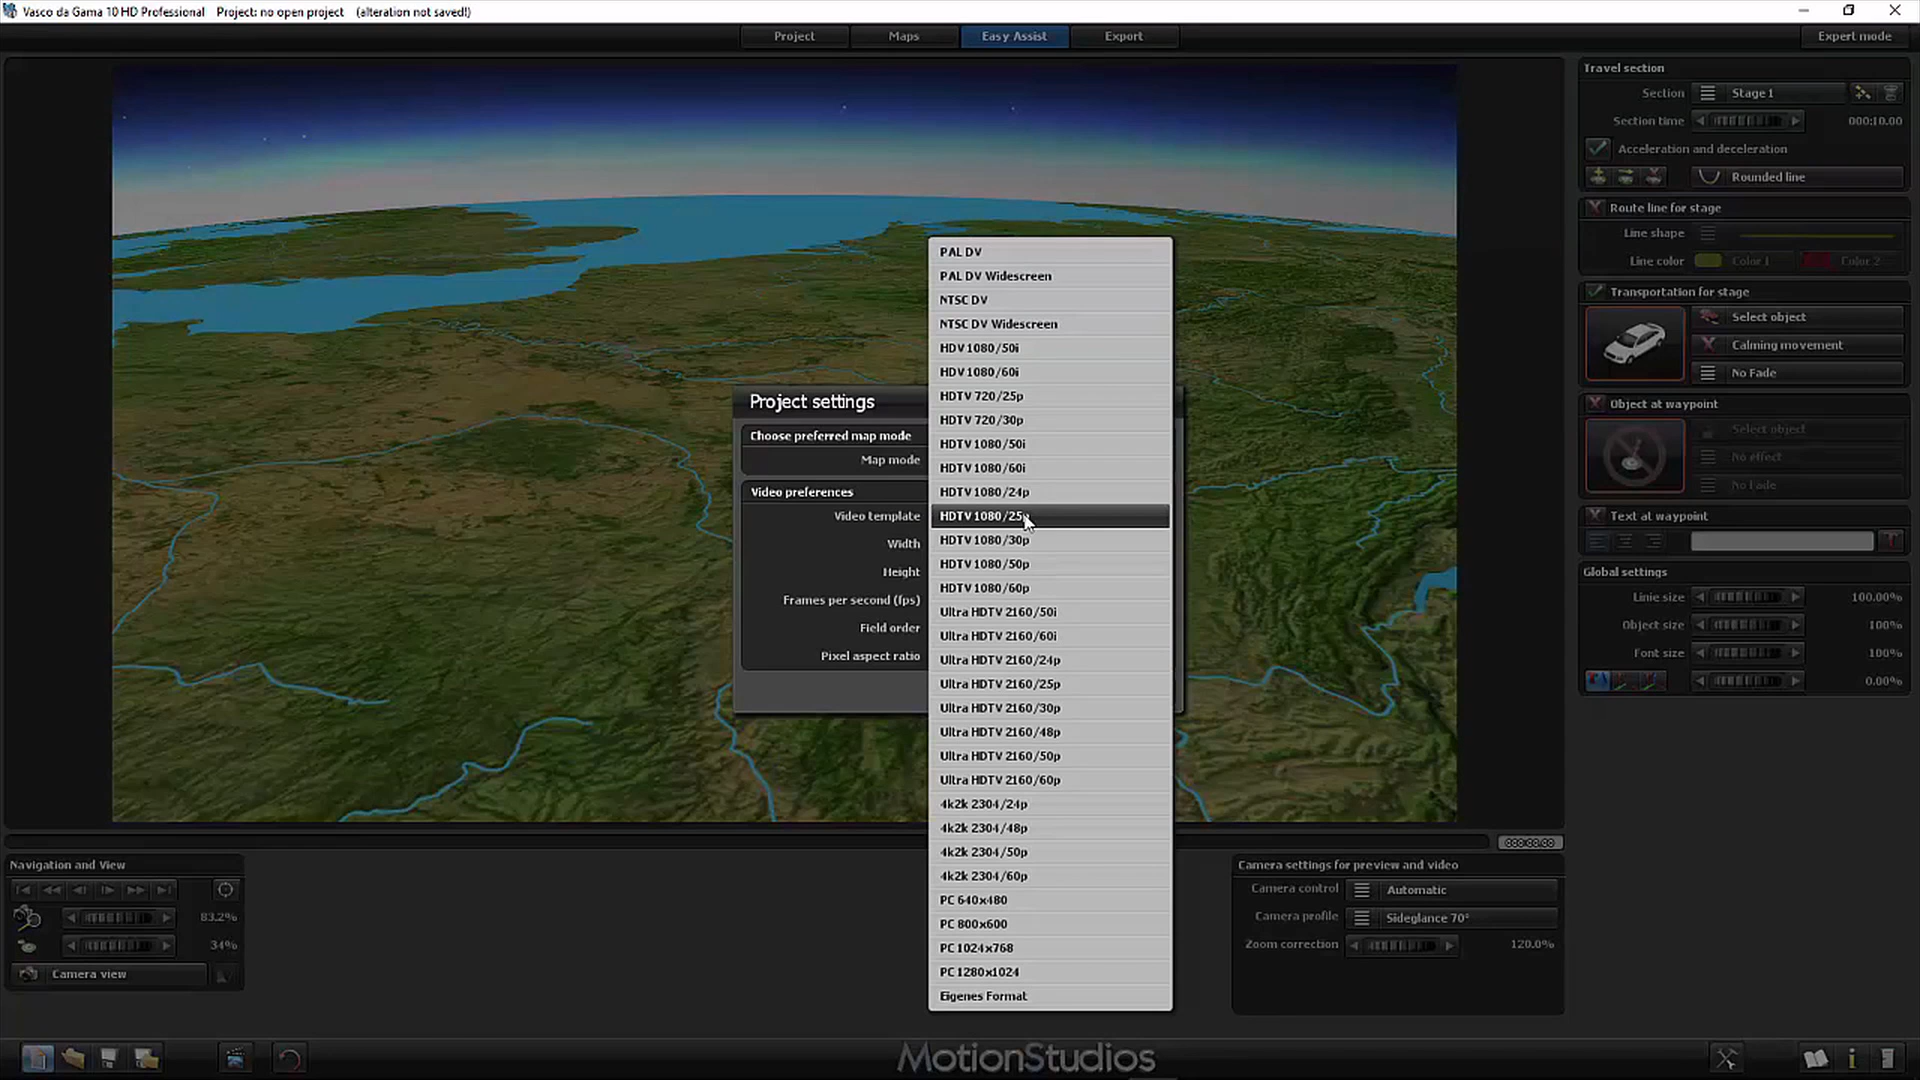 Vasco da Gama 10 HD Professional Project: no open project (alteration not saved!)
Project
Maps
Easy Assist
Export
Expert mode
Travel section
Section
Stage 1
Section time
000:10.00
Acceleration and deceleration
Rounded line
Route line for stage
Line shape
Line color
Color 1
Color 2
Transportation for stage
Select object
Calming movement
No Fade
Object at waypoint
Select object
No effect
No Fade
Text at waypoint
Global settings
Linie size
100.00%
Object size
100%
Font size
100%
0.00%
Project settings
Choose preferred map mode
Map mode
Video preferences
Video template
Width
Height
Frames per second (fps)
Field order
Pixel aspect ratio
PAL DV
PAL DV Widescreen
NTSC DV
NTSC DV Widescreen
HDV 1080/50i
HDV 1080/60i
HDTV 720/25p
HDTV 720/30p
HDTV 1080/50i
HDTV 1080/60i
HDTV 1080/24p
HDTV 1080/25p
HDTV 1080/30p
HDTV 1080/50p
HDTV 1080/60p
Ultra HDTV 2160/50i
Ultra HDTV 2160/60i
Ultra HDTV 2160/24p
Ultra HDTV 2160/25p
Ultra HDTV 2160/30p
Ultra HDTV 2160/48p
Ultra HDTV 2160/50p
Ultra HDTV 2160/60p
4k2k 2304/24p
4k2k 2304/48p
4k2k 2304/50p
4k2k 2304/60p
PC 640x480
PC 800x600
PC 1024x768
PC 1280x1024
Eigenes Format
000:00:00
Navigation and View
83.2%
34%
Camera view
Camera settings for preview and video
Camera control
Automatic
Camera profile
Sideglance 70°
Zoom correction
120.0%
MotionStudios